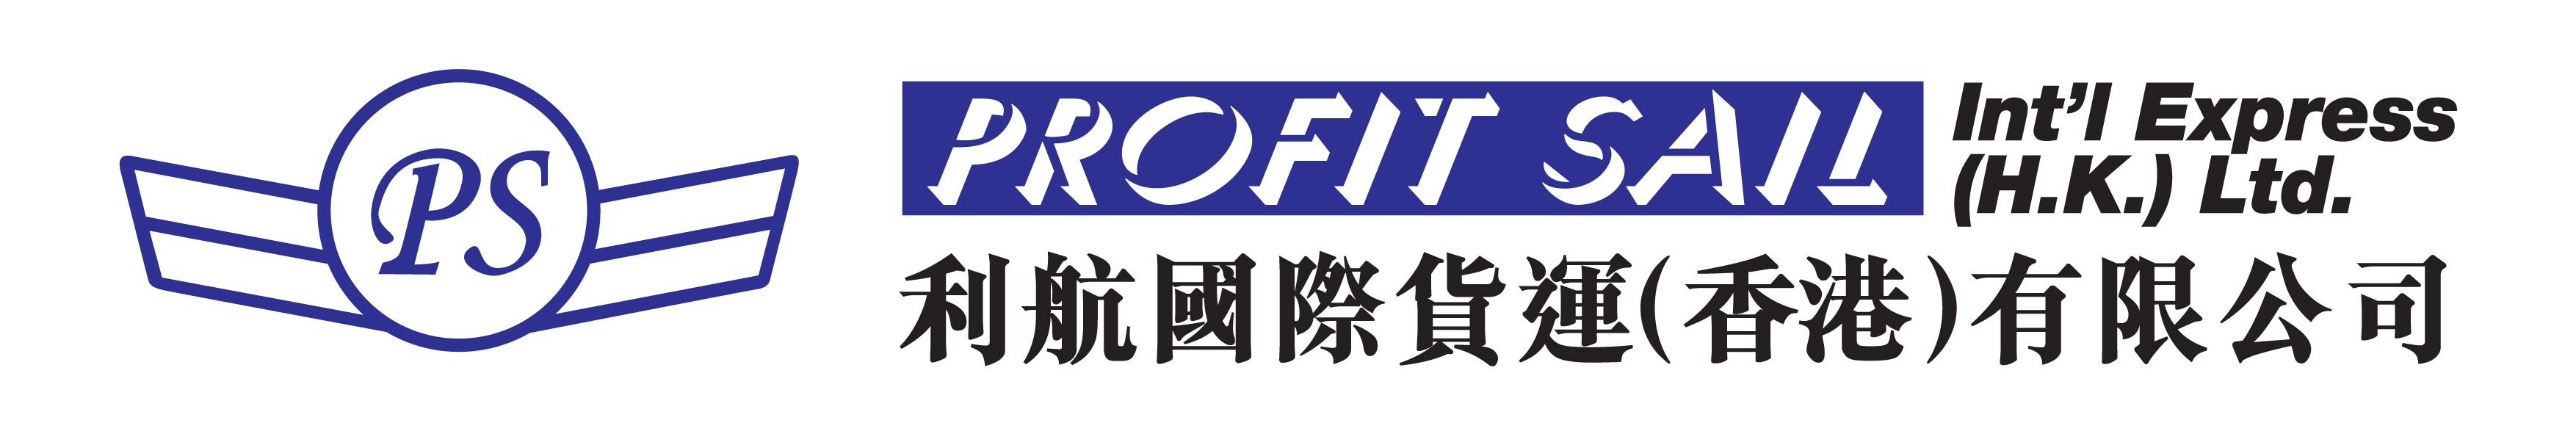 PS
PROFIT SAIL Int'l Express
(H.K.) Ltd.
利航國際貨運(香港)有限公司